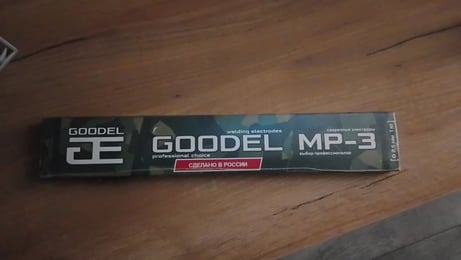 GOODEL
welding electrodes
сварочные электроды
GOODEL MP-3
professional choice
выбор профессионалов
СДЕЛАНО В РОССИИ